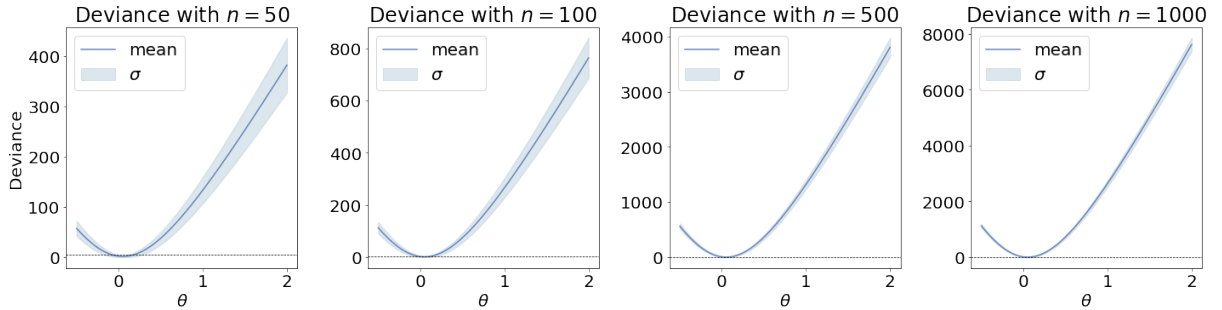 Deviance with n = 50
Deviance
400
300
200
100
0
0 1 2
θ
mean
σ
Deviance with n = 100
800
600
400
200
0
0 1 2
θ
mean
σ
Deviance with n = 500
4000
3000
2000
1000
0
0 1 2
θ
mean
σ
Deviance with n = 1000
8000
6000
4000
2000
0
0 1 2
θ
mean
σ